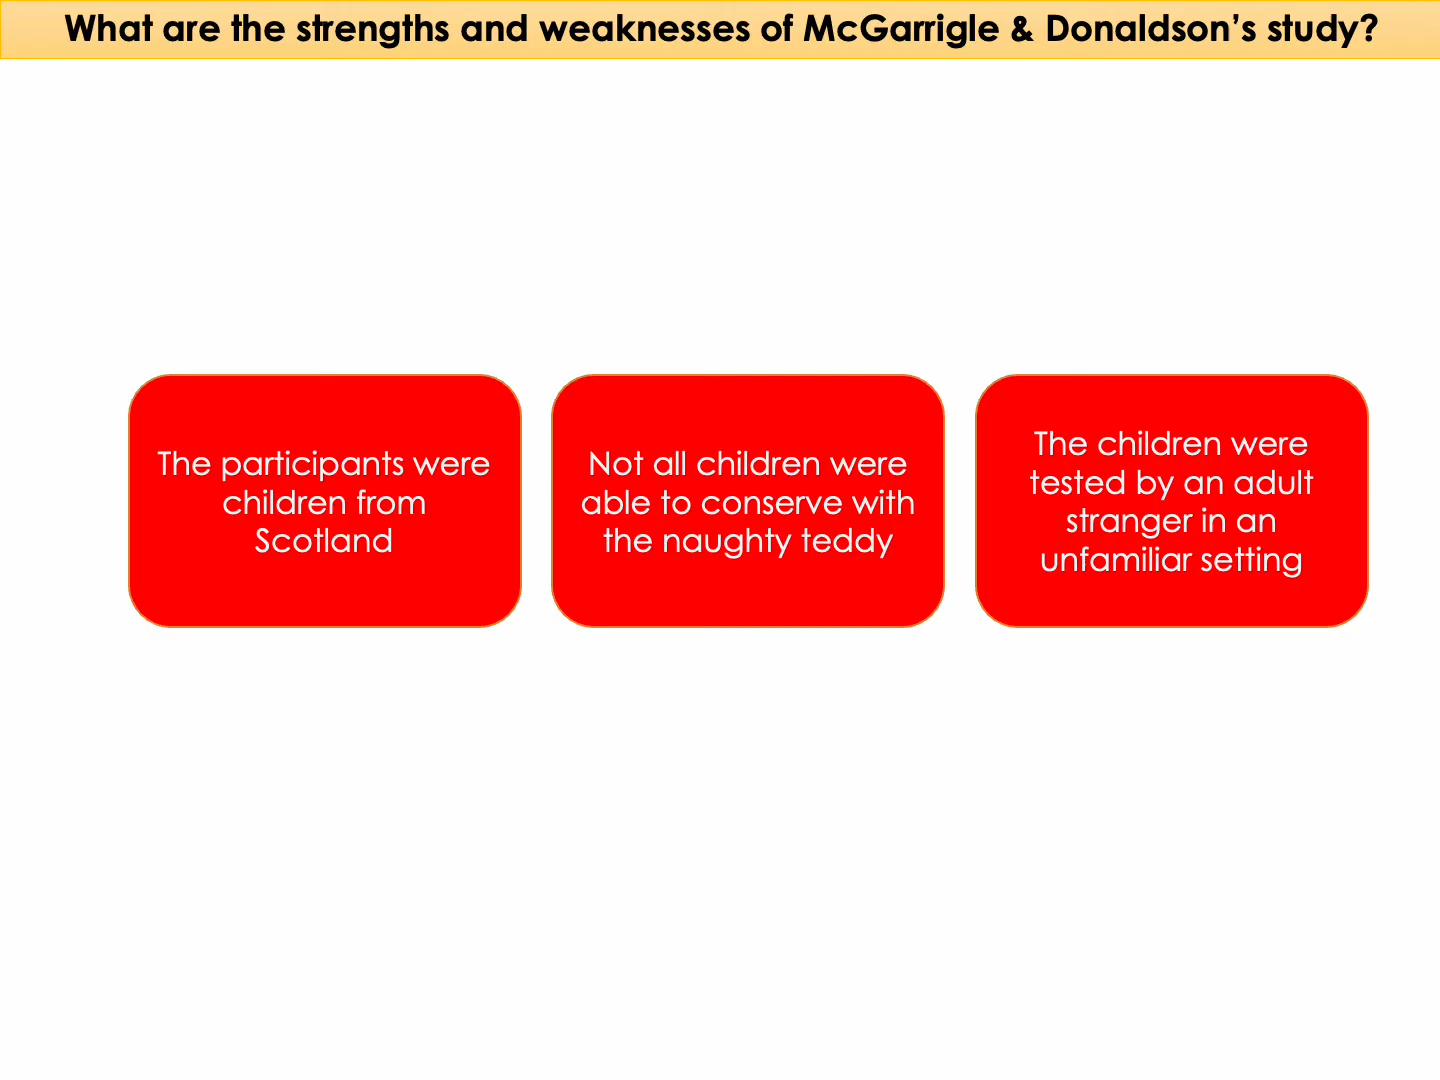 What are the strengths and weaknesses of McGarrigle & Donaldson’s study?
The participants were
children from
Scotland
Not all children were
able to conserve with
the naughty teddy
The children were
tested by an adult
stranger in an
unfamiliar setting